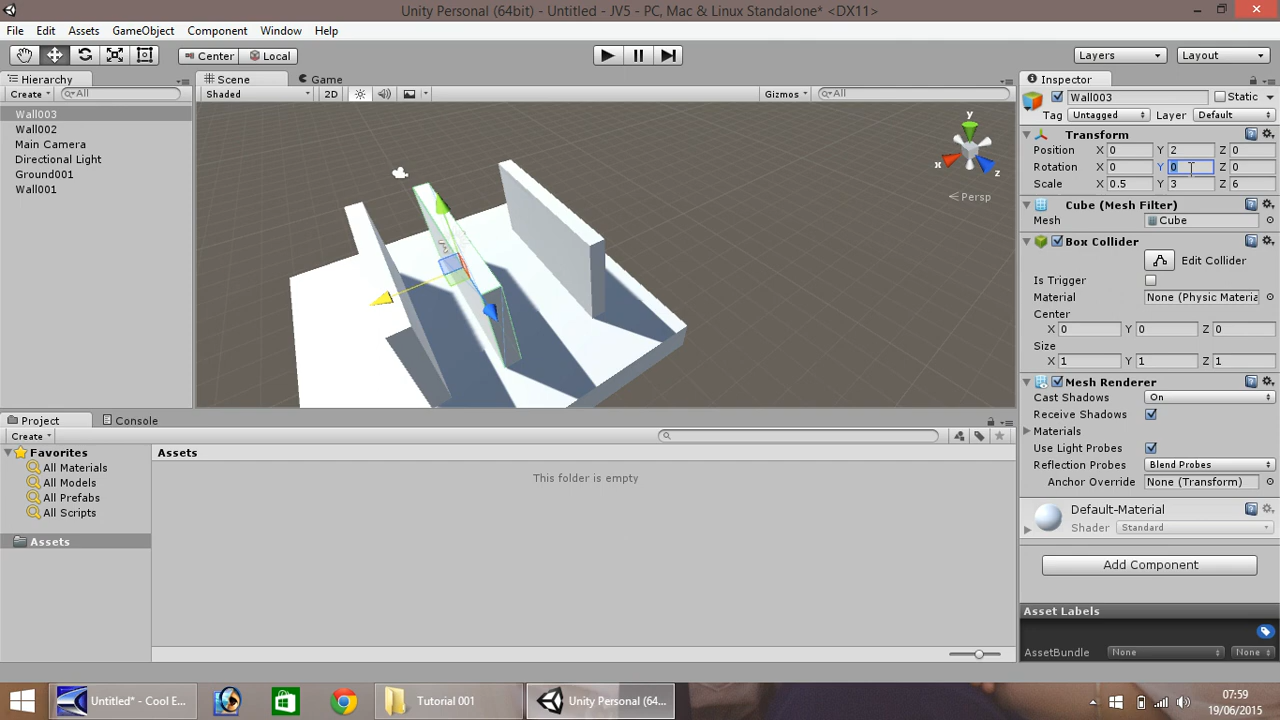 Unity Personal (64bit) - Untitled - JV5 - PC, Mac & Linux Standalone* <DX11>
File Edit Assets GameObject Component Window Help
Center Local Layers Layout
Hierarchy
Create All
Wall003
Wall002
Main Camera
Directional Light
Ground001
Wall001
Scene Game
Shaded 2D Gizmos All
y
x
z
Persp
Inspector
Wall003 Static
Tag Untagged Layer Default
Transform
Position X 0 Y 2 Z 0
Rotation X 0 Y 0 Z 0
Scale X 0.5 Y 3 Z 6
Cube (Mesh Filter)
Mesh Cube
Box Collider
Edit Collider
Is Trigger
Material None (Physic Materia
Center
X 0 Y 0 Z 0
Size
X 1 Y 1 Z 1
Mesh Renderer
Cast Shadows On
Receive Shadows
Materials
Use Light Probes
Reflection Probes Blend Probes
Anchor Override None (Transform)
Default-Material
Shader Standard
Add Component
Asset Labels
AssetBundle None None
Project Console
Create
Favorites
All Materials
All Models
All Prefabs
All Scripts
Assets
Assets
This folder is empty
Untitled* - Cool E...
Tutorial 001
Unity Personal (64...
07:59
19/06/2015